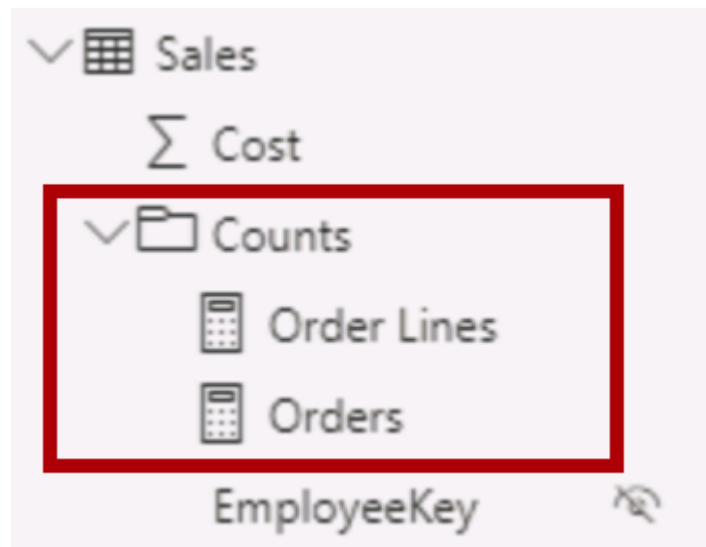 Sales
Cost
Counts
Order Lines
Orders
EmployeeKey